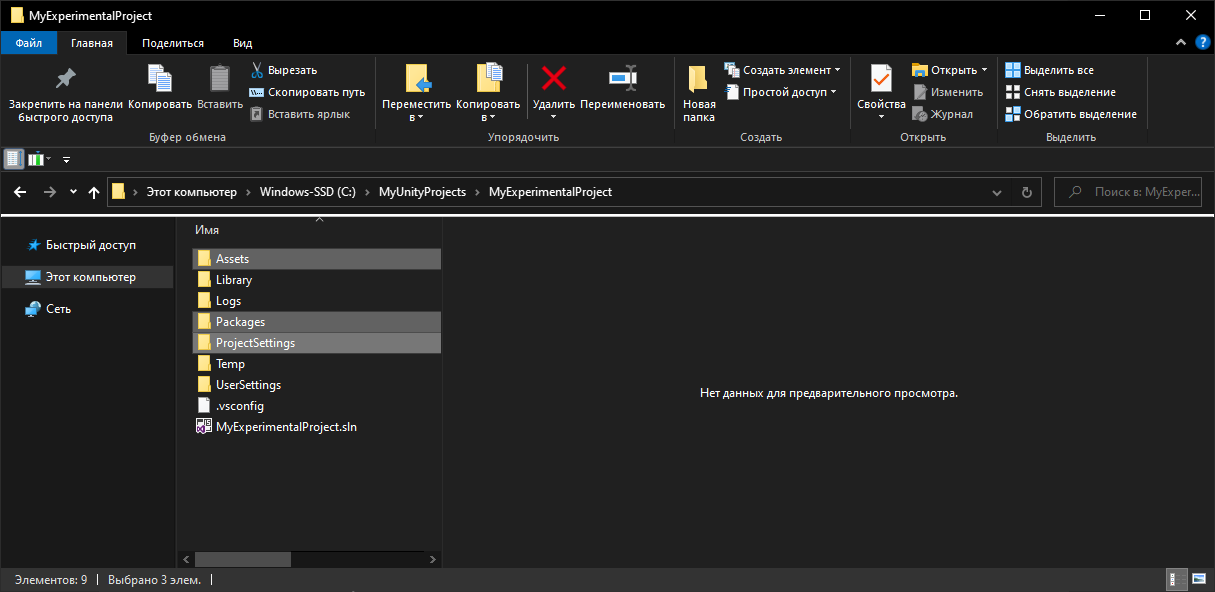 MyExperimentalProject
Файл Главная Поделиться Вид
Закрепить на панели быстрого доступа
Копировать
Вставить
Вырезать
Скопировать путь
Вставить ярлык
Буфер обмена
Переместить в
Копировать в
Удалить
Переименовать
Упорядочить
Новая папка
Создать элемент
Простой доступ
Создать
Свойства
Открыть
Изменить
Журнал
Открыть
Выделить все
Снять выделение
Обратить выделение
Выделить
Этот компьютер Windows-SSD (C:) MyUnityProjects MyExperimentalProject
Поиск в: MyExper...
Быстрый доступ
Этот компьютер
Сеть
Имя
Assets
Library
Logs
Packages
ProjectSettings
Temp
UserSettings
.vsconfig
MyExperimentalProject.sln
Нет данных для предварительного просмотра.
Элементов: 9 Выбрано 3 элем.